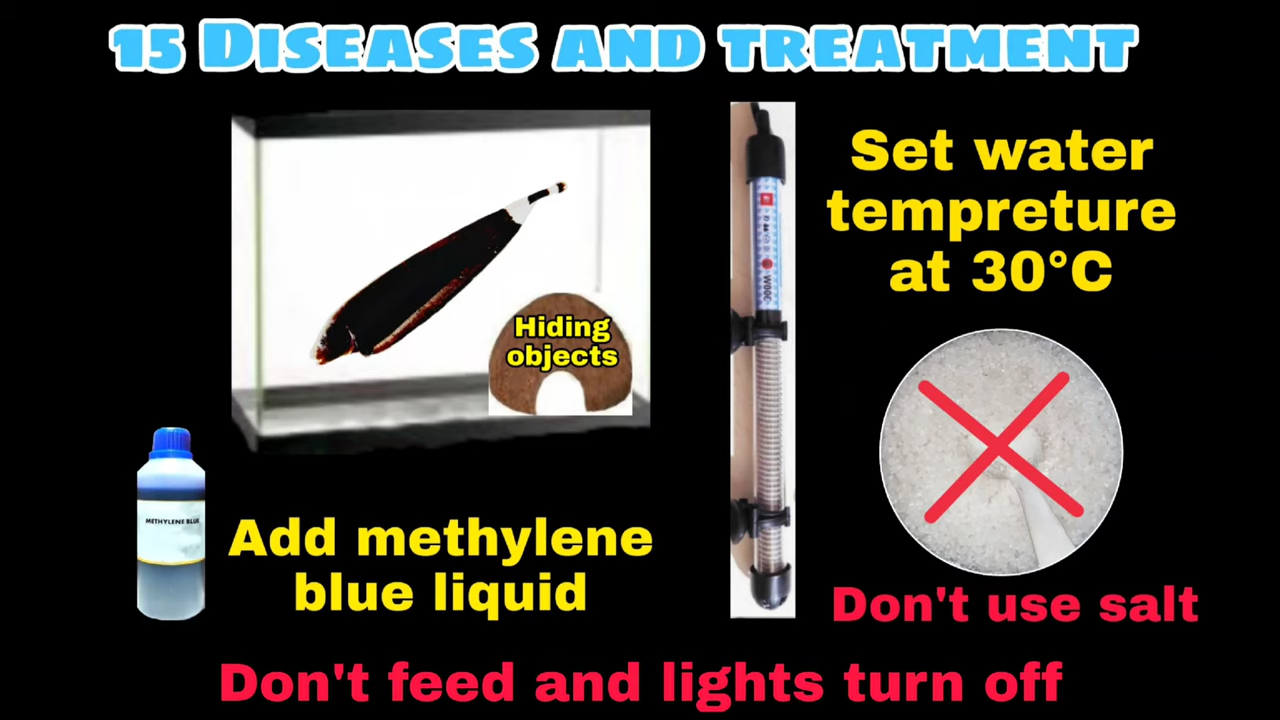 15 Diseases and treatment
Set water
tempreture
at 30°C
Hiding
objects
METHYLENE BLUE
Add methylene
blue liquid
Don't use salt
Don't feed and lights turn off